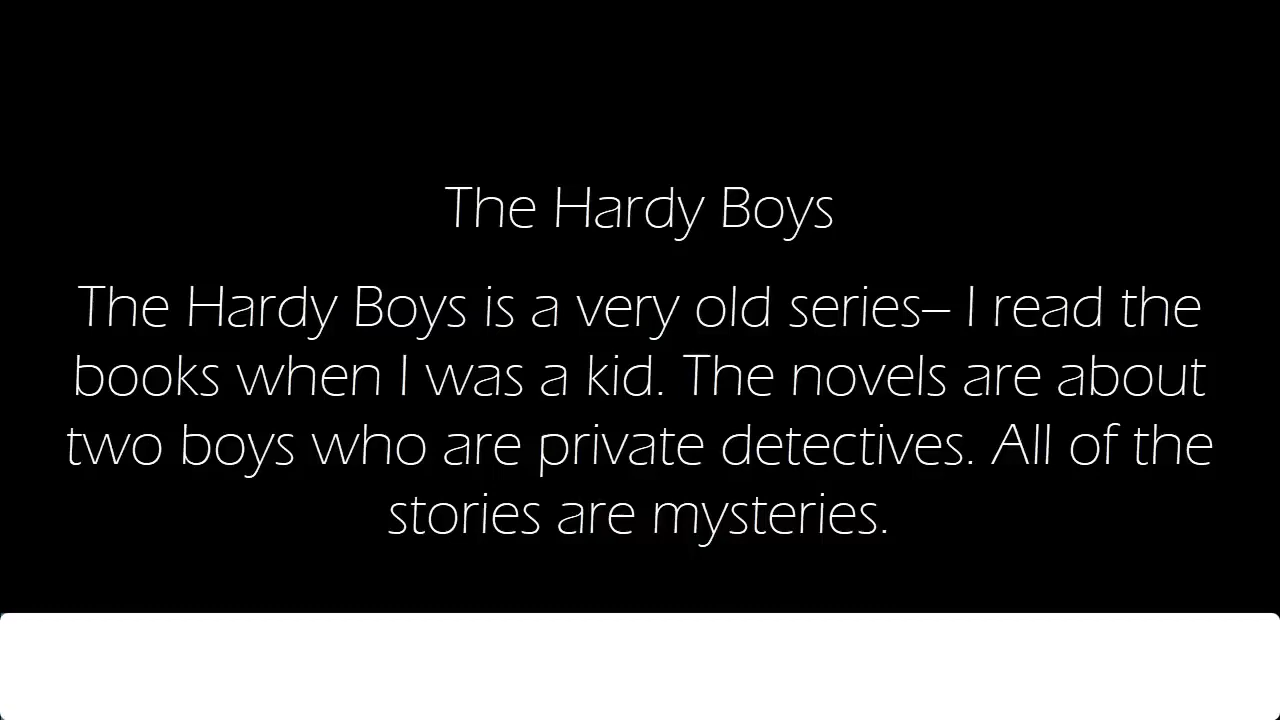 The Hardy Boys
The Hardy Boys is a very old series– I read the
books when I was a kid. The novels are about
two boys who are private detectives. All of the
stories are mysteries.